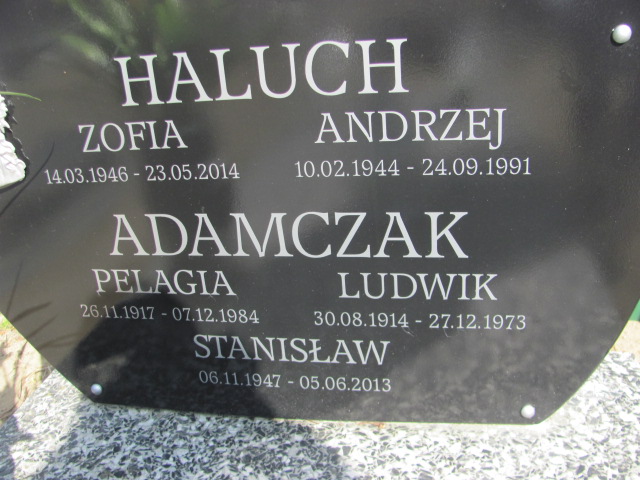 HALUCH
ZOFIA ANDRZEJ
14.03.1946 - 23.05.2014 10.02.1944 - 24.09.1991
ADAMCZAK
PELAGIA LUDWIK
26.11.1917 - 07.12.1984 30.08.1914 - 27.12.1973
STANISŁAW
06.11.1947 - 05.06.2013